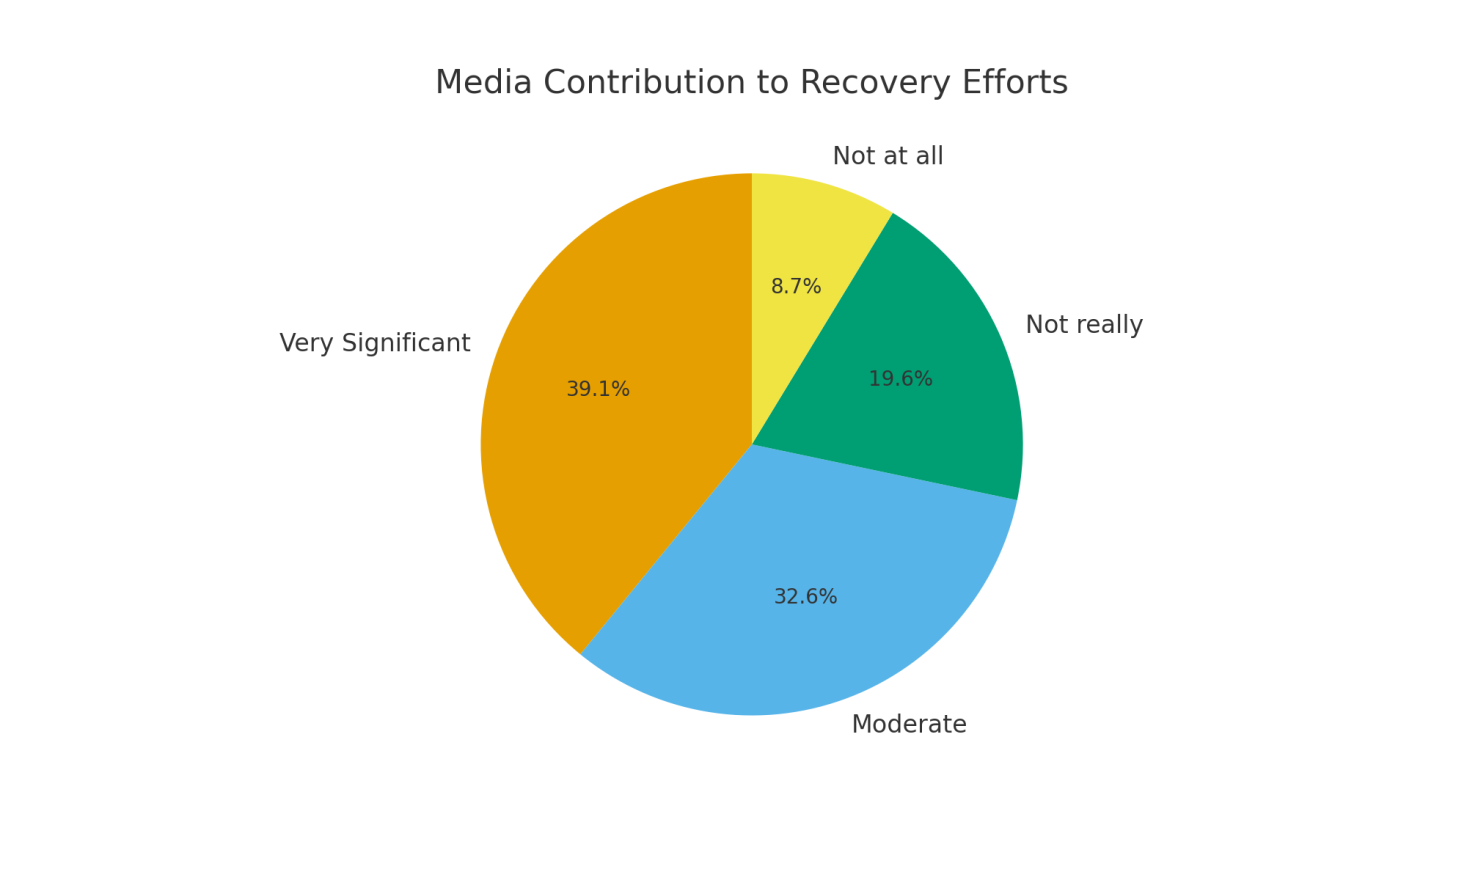 Media Contribution to Recovery Efforts
Not at all
8.7%
Not really
19.6%
Very Significant
39.1%
32.6%
Moderate